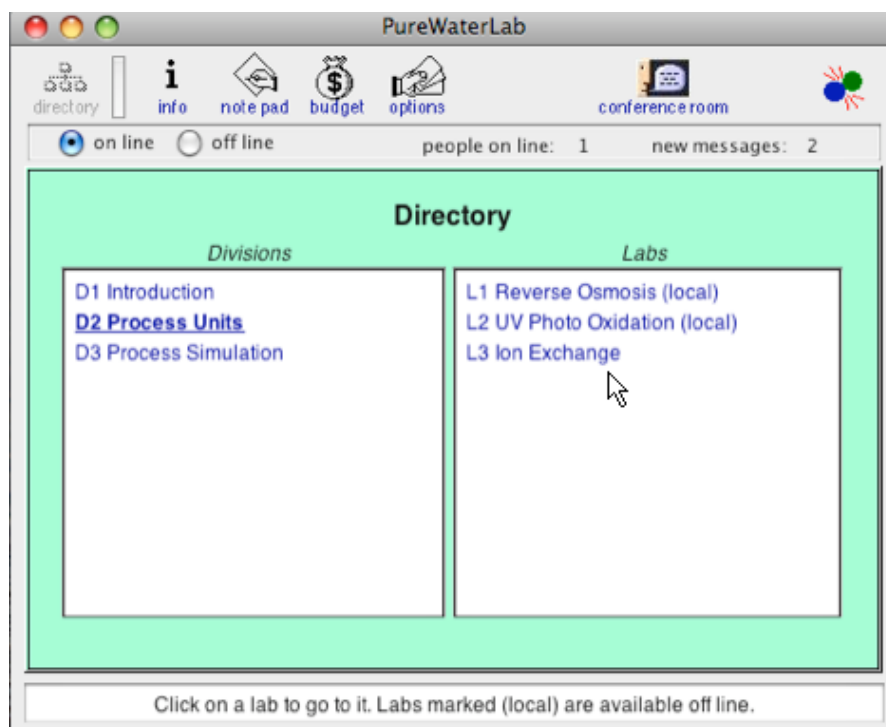 PureWaterLab
directory
info
note pad
budget
options
conference room
on line
off line
people on line: 1
new messages: 2
Directory
Divisions
D1 Introduction
D2 Process Units
D3 Process Simulation
Labs
L1 Reverse Osmosis (local)
L2 UV Photo Oxidation (local)
L3 Ion Exchange
Click on a lab to go to it. Labs marked (local) are available off line.